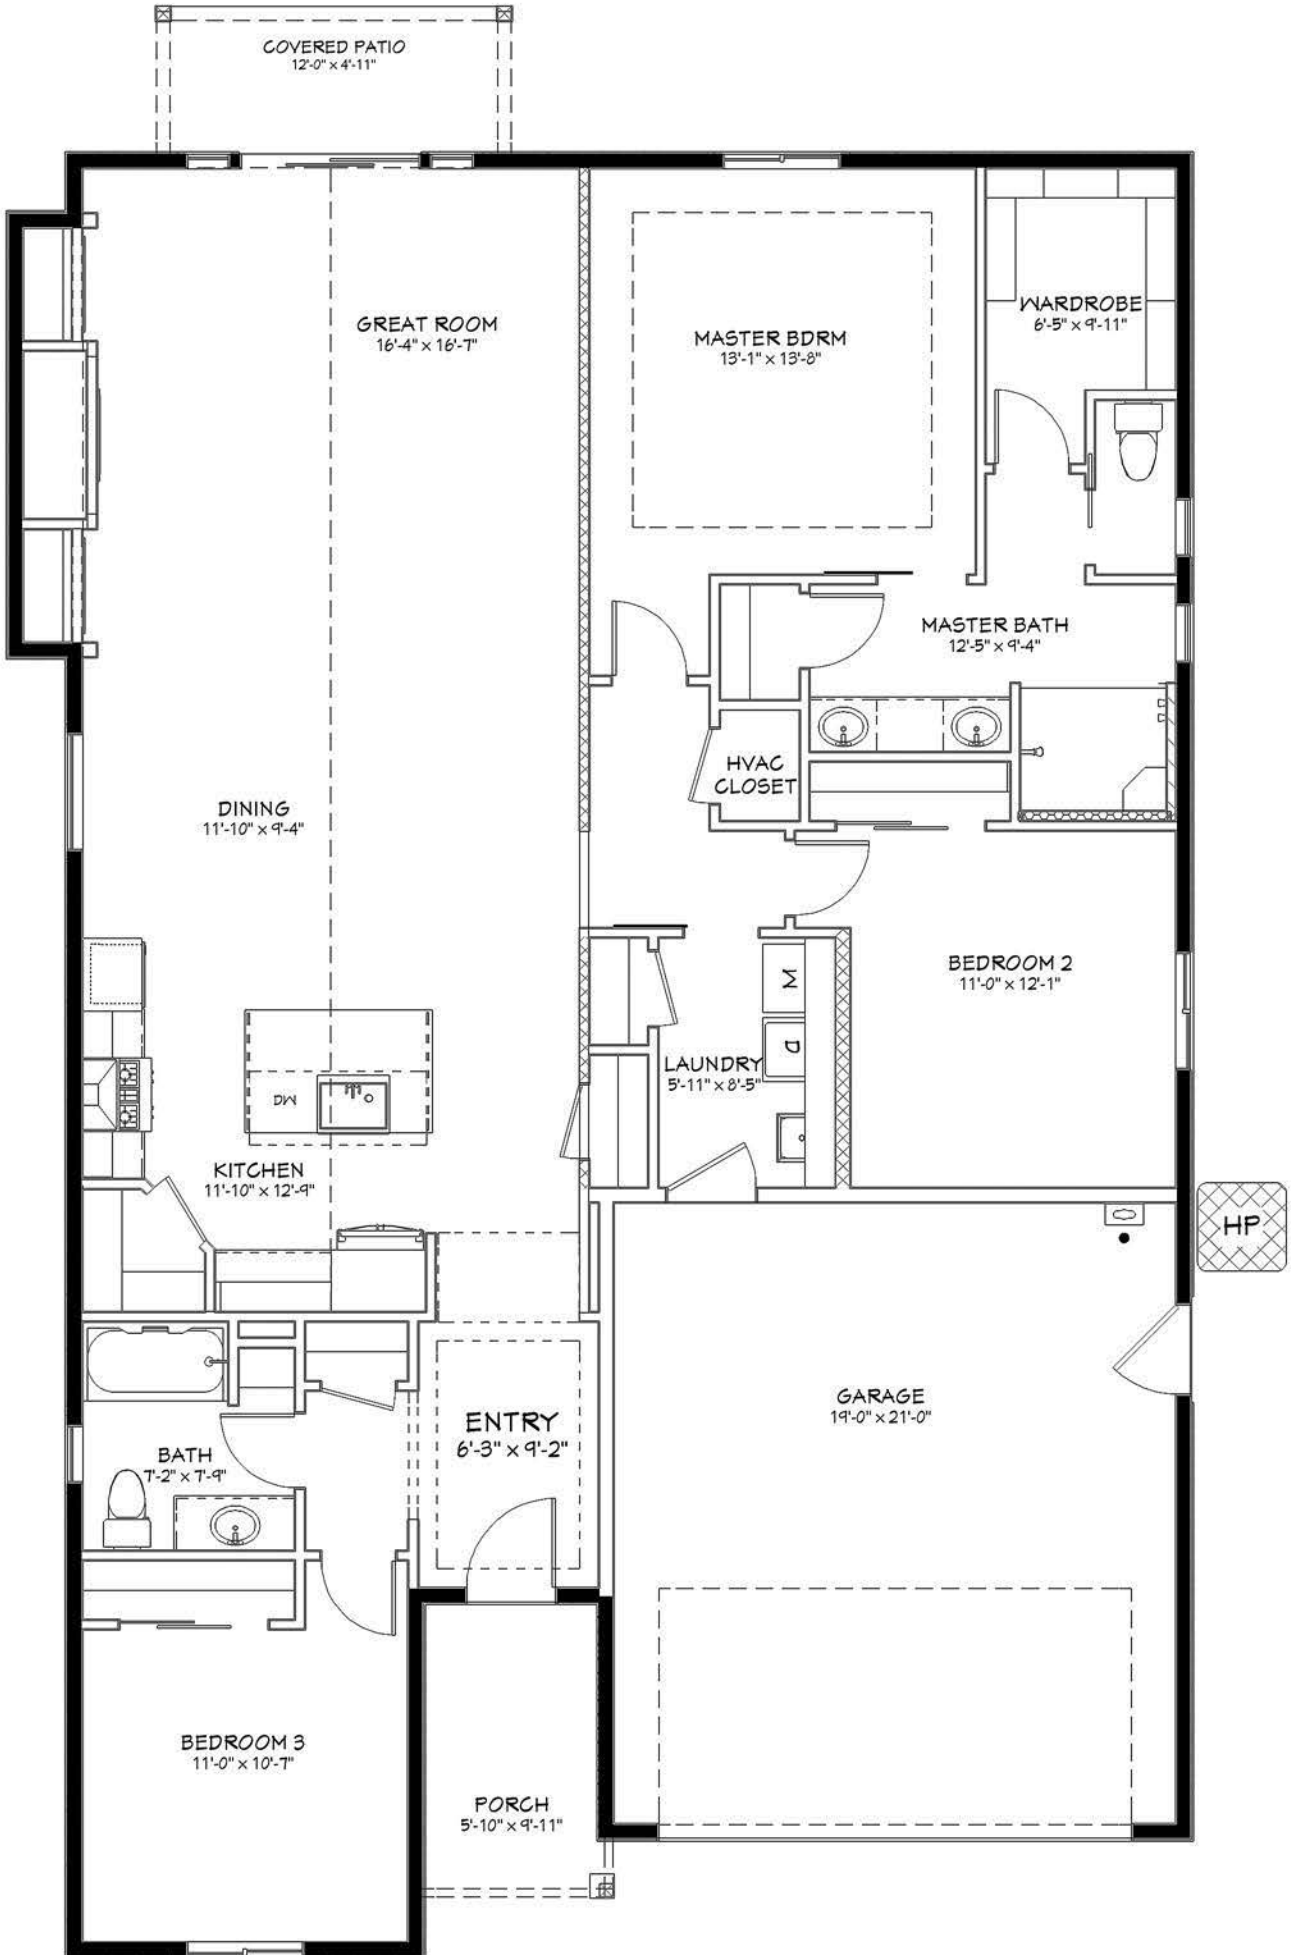 COVERED PATIO
12'-0" x 4'-11"
GREAT ROOM
16'-4" x 16'-7"
MASTER BDRM
13'-1" x 13'-8"
WARDROBE
6'-5" x 9'-11"
MASTER BATH
12'-5" x 9'-4"
HVAC
CLOSET
DINING
11'-10" x 9'-4"
BEDROOM 2
11'-0" x 12'-1"
M
D
LAUNDRY
5'-11" x 8'-5"
DW
KITCHEN
11'-10" x 12'-9"
HP
GARAGE
19'-0" x 21'-0"
ENTRY
6'-3" x 9'-2"
BATH
7'-2" x 7'-9"
BEDROOM 3
11'-0" x 10'-7"
PORCH
5'-10" x 9'-11"